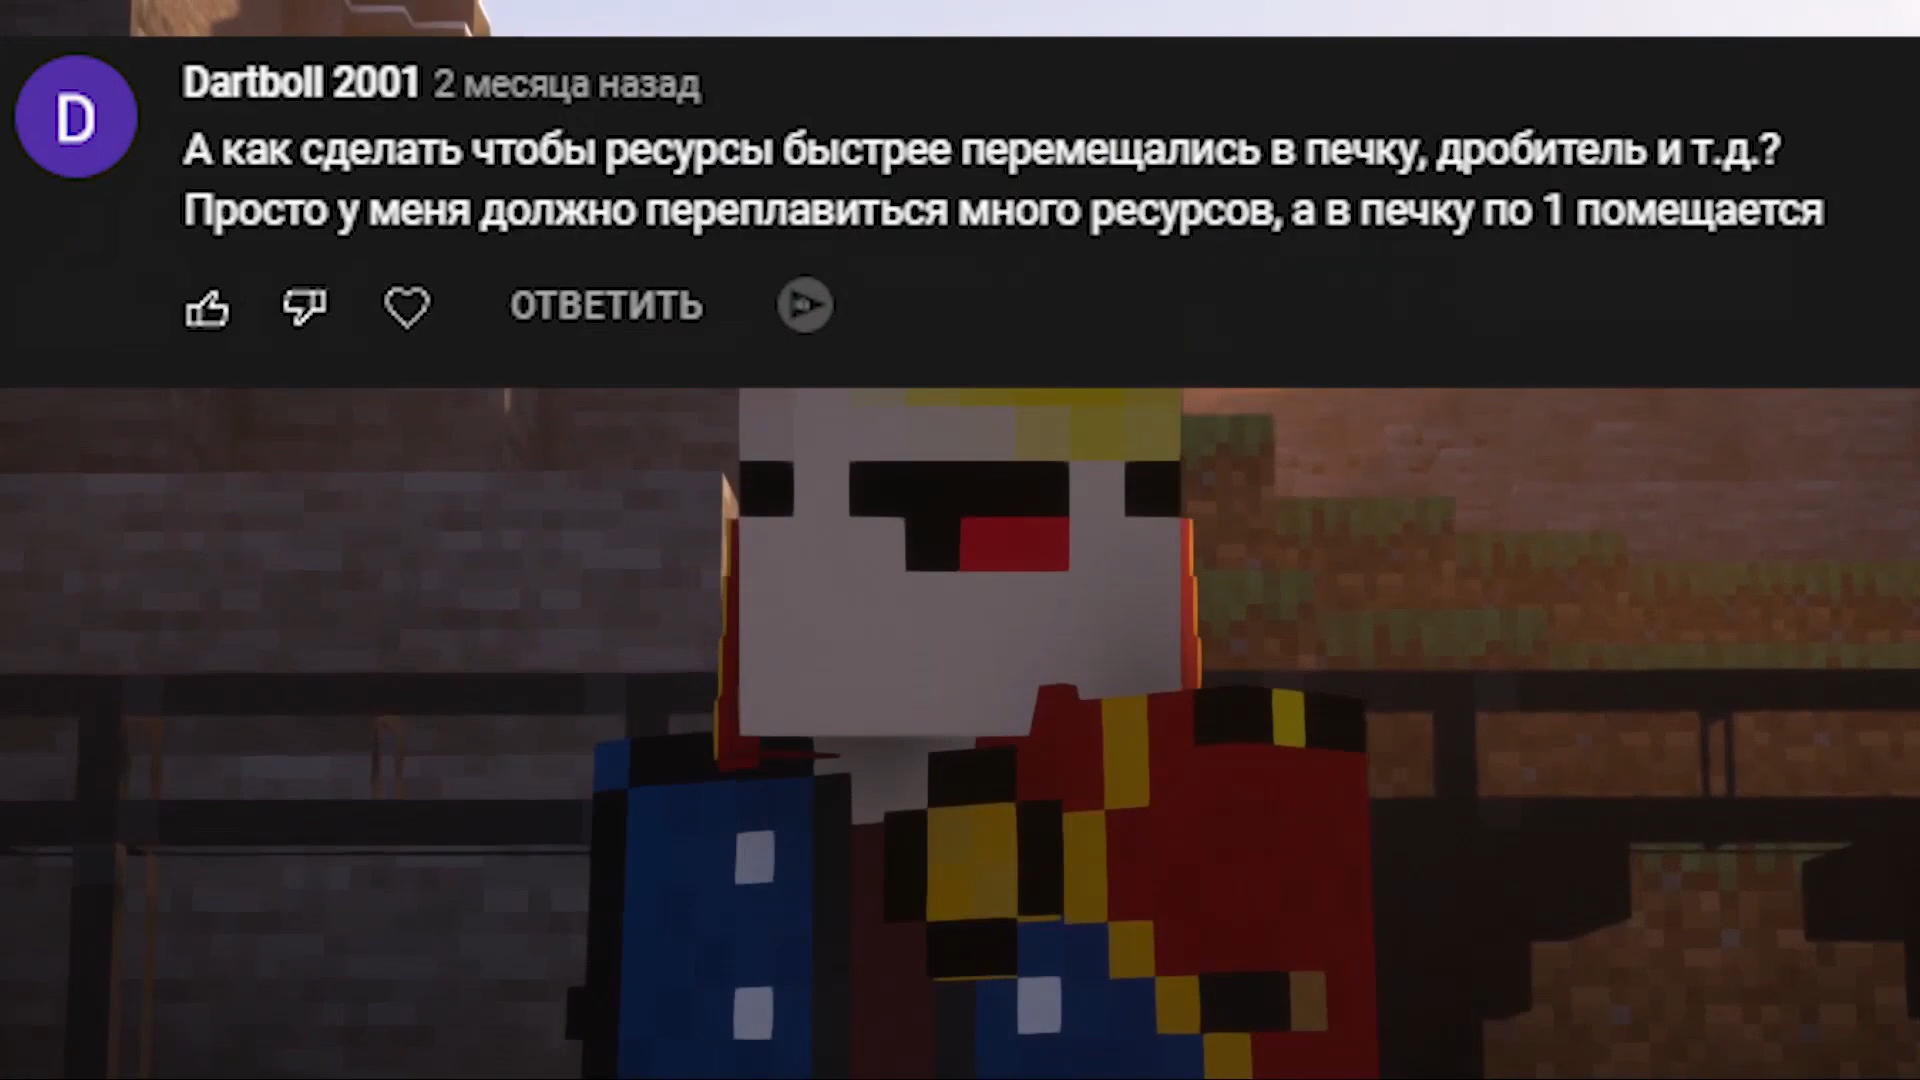 D
Dartboll 2001 2 месяца назад
А как сделать чтобы ресурсы быстрее перемещались в печку, дробитель и т.д.?
Просто у меня должно переплавиться много ресурсов, а в печку по 1 помещается
ОТВЕТИТЬ